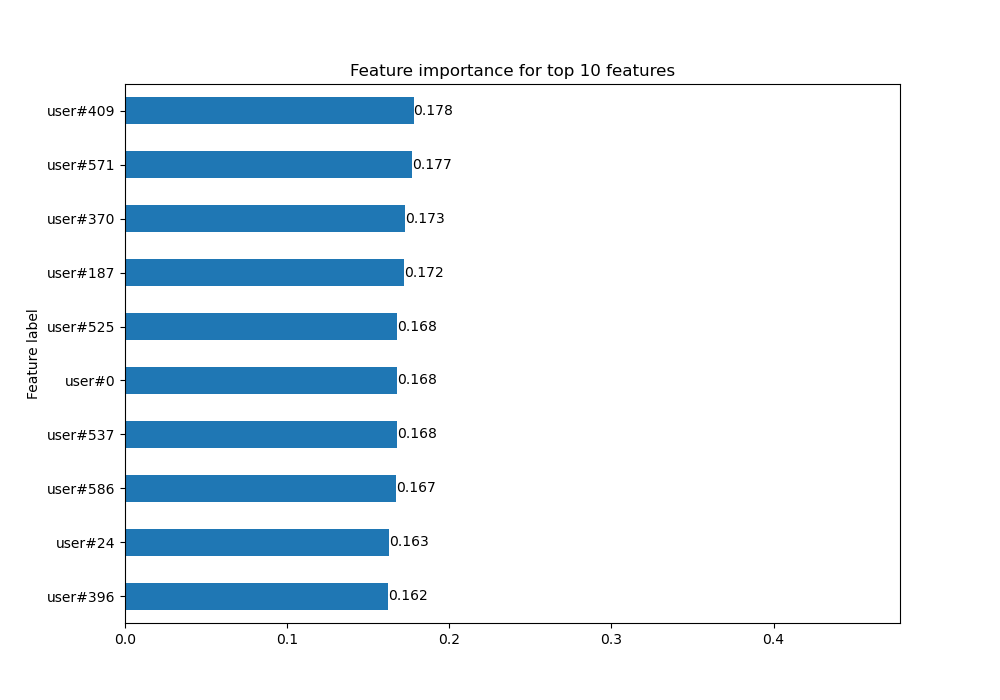 Feature importance for top 10 features
Feature label
user#409 0.178
user#571 0.177
user#370 0.173
user#187 0.172
user#525 0.168
user#0 0.168
user#537 0.168
user#586 0.167
user#24 0.163
user#396 0.162
0.0 0.1 0.2 0.3 0.4